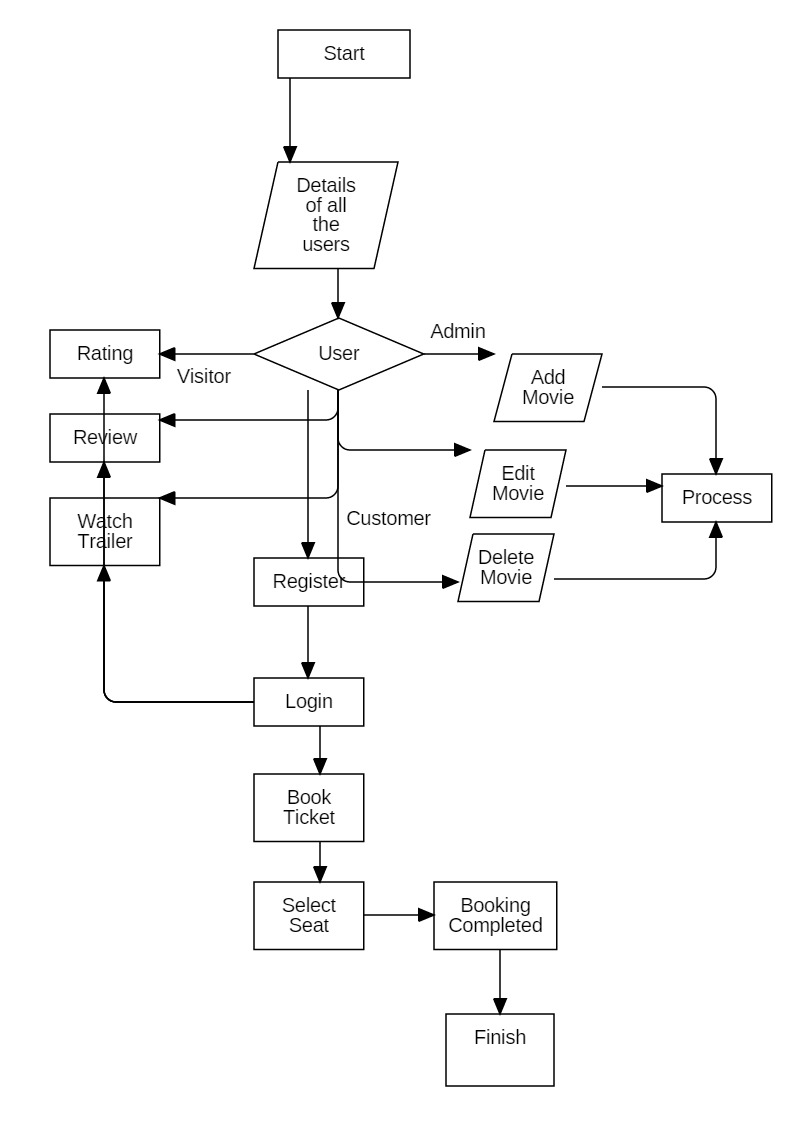 Start
Details
of all
the
users
Admin
Rating
User
Visitor
Add
Movie
Review
Edit
Movie
Process
Customer
Watch
Trailer
Delete
Movie
Register
Login
Book
Ticket
Select
Seat
Booking
Completed
Finish